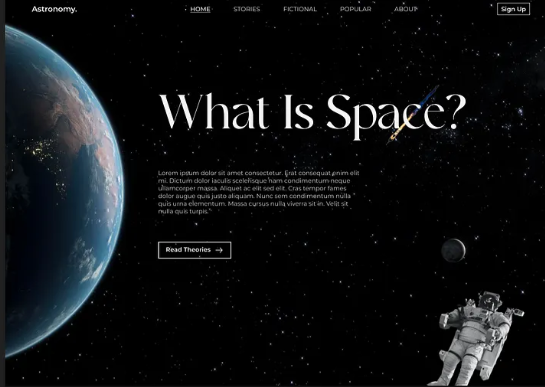 Astronomy.
HOME STORIES FICTIONAL POPULAR ABOUT
Sign Up
What Is Space?
Lorem ipsum dolor sit amet consectetur. Erat consequat enim elit
mi. Dictum dolor iaculis scelerisque nam condimentum neque
ullamcorper massa. Aliquet ac elit sed elit. Cras tempor fames
dolor augue quis justo aliquam. Nunc sem condimentum nulla
quis urna elementum. Massa cursus nulla viverra sit in. Velit sit
nulla quis turpis.
Read Theories →